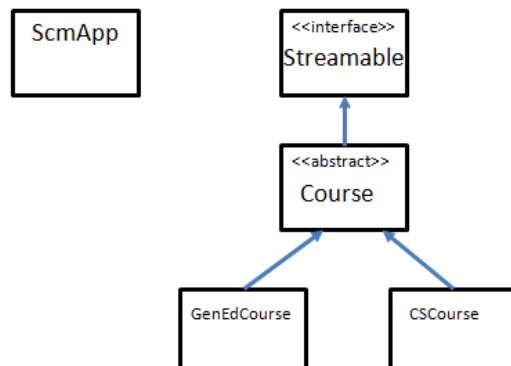 ScmApp
<<interface>>
Streamable
<<abstract>>
Course
GenEdCourse
CSCourse